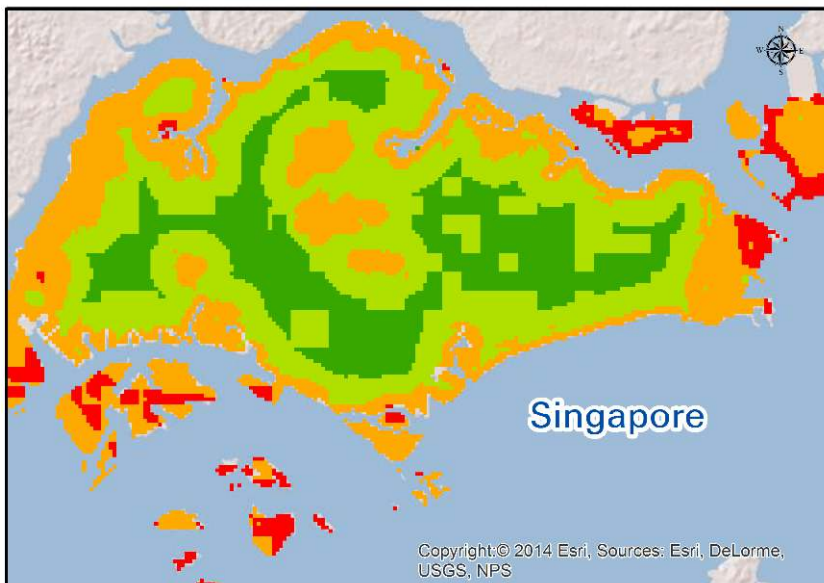 N
W E
S
Singapore
Copyright:© 2014 Esri, Sources: Esri, DeLorme,
USGS, NPS